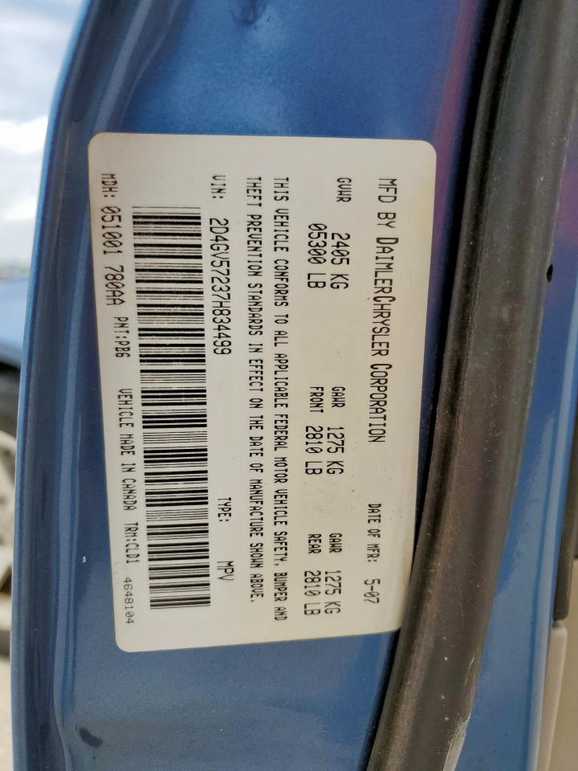 MFD BY DAIMLERCHRYSLER CORPORATION DATE OF MFR: 5-07
GVWR 2405 KG GAWR 1275 KG GAWR 1275 KG
05300 LB FRONT 2810 LB REAR 2810 LB
THIS VEHICLE CONFORMS TO ALL APPLICABLE FEDERAL MOTOR VEHICLE SAFETY, BUMPER AND
THEFT PREVENTION STANDARDS IN EFFECT ON THE DATE OF MANUFACTURE SHOWN ABOVE.
VIN: 2D4GV57237H834499 TYPE: MPV
MDH: 051001 780AA PNT:PB6 VEHICLE MADE IN CANADA TRM:CLD1
4648104